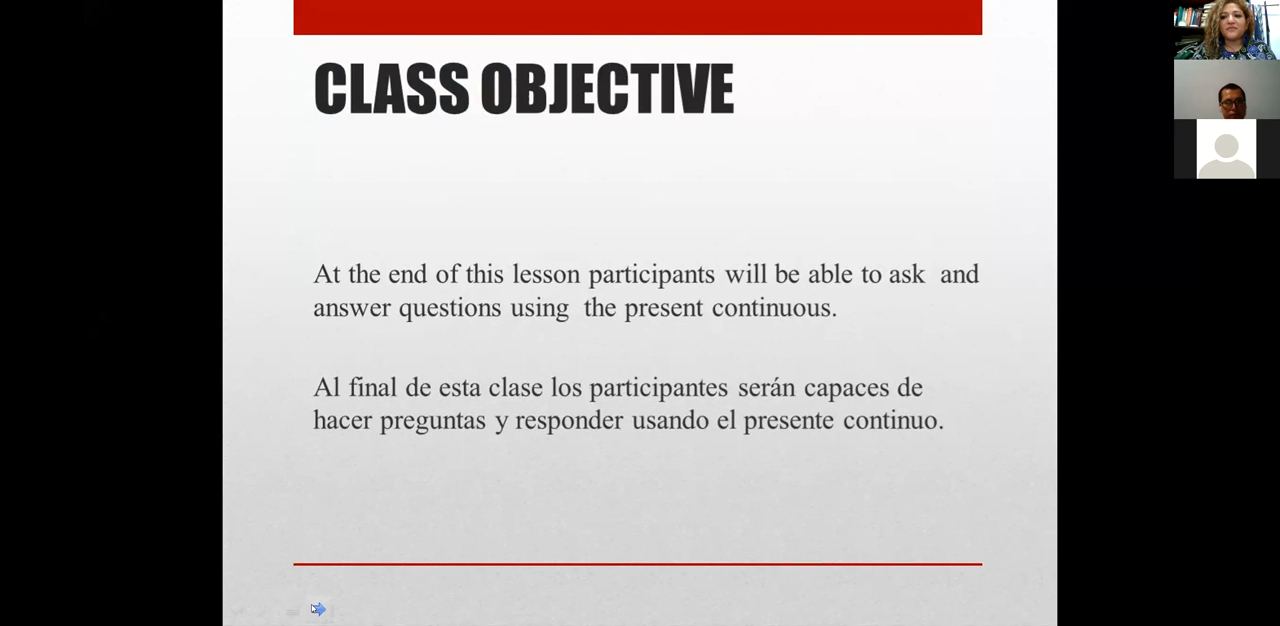 CLASS OBJECTIVE
At the end of this lesson participants will be able to ask and
answer questions using the present continuous.
Al final de esta clase los participantes serán capaces de
hacer preguntas y responder usando el presente continuo.